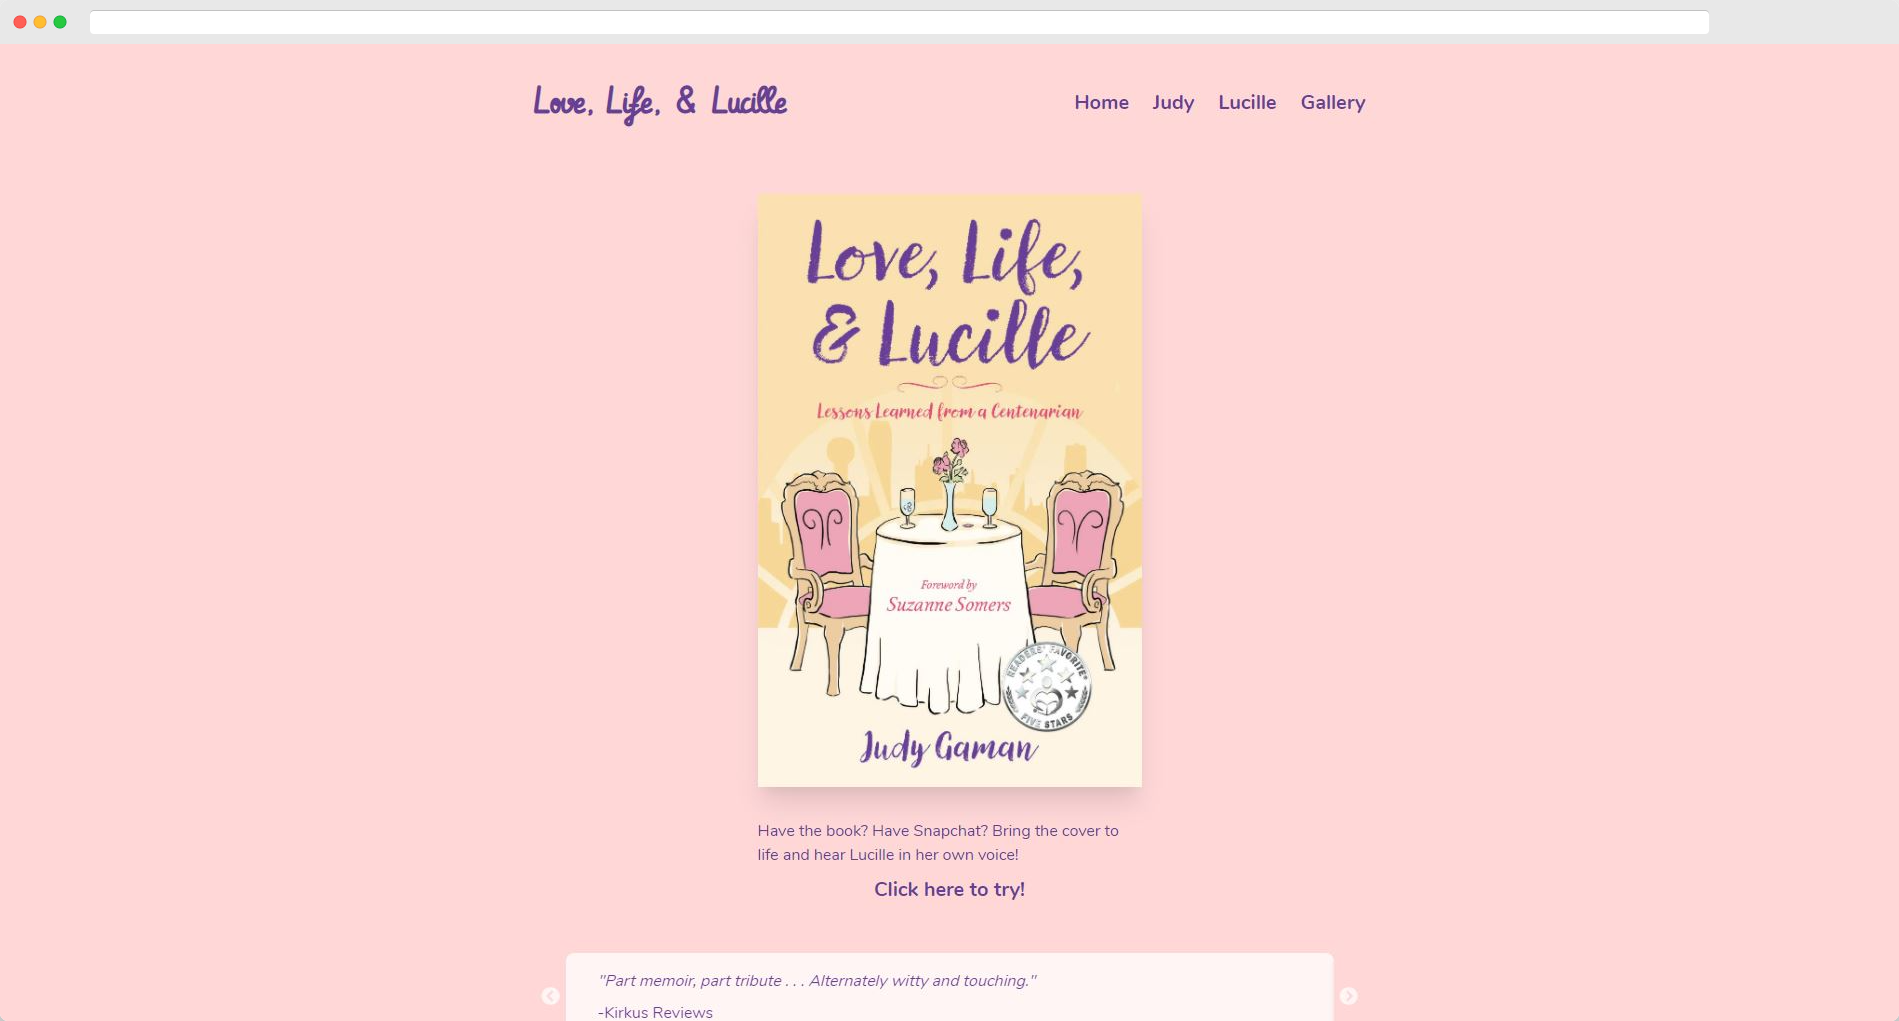 Love, Life, & Lucille
Home Judy Lucille Gallery
Love, Life,
& Lucille
Lessons Learned from a Centenarian
Foreword by
Suzanne Somers
READERS' FAVORITE
FIVE STARS
Judy Gaman
Have the book? Have Snapchat? Bring the cover to
life and hear Lucille in her own voice!
Click here to try!
"Part memoir, part tribute . . . Alternately witty and touching."
-Kirkus Reviews